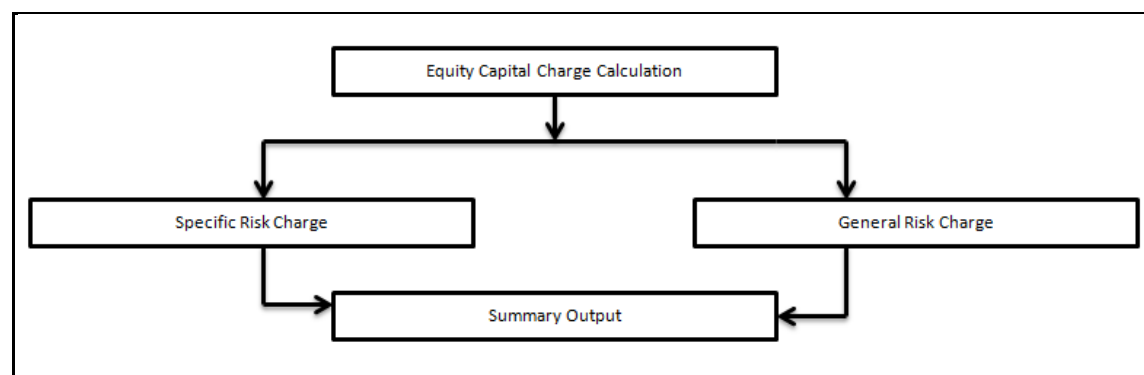 Equity Capital Charge Calculation
Specific Risk Charge
General Risk Charge
Summary Output